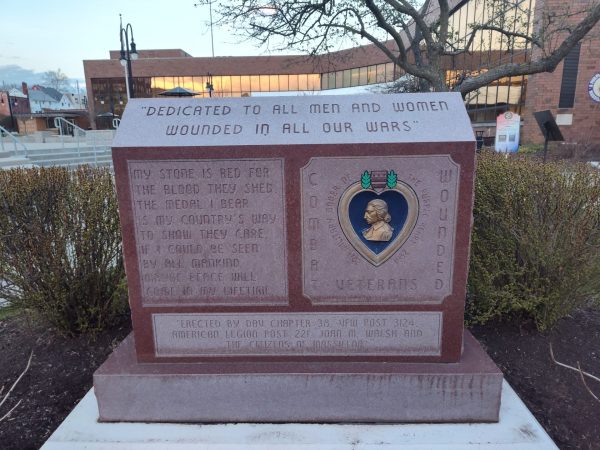 "DEDICATED TO ALL MEN AND WOMEN
WOUNDED IN ALL OUR WARS"
MY STONE IS RED FOR
THE BLOOD THEY SHED
THE MEDAL I BEAR
IS MY COUNTRY'S WAY
TO SHOW THEY CARE
IF I COULD BE SEEN
BY ALL MANKIND
MAYBE PEACE WILL
COME IN MY LIFETIME
COMBAT
WOUNDED
VETERANS
"ERECTED BY DAV CHAPTER 38, VFW POST 3124,
AMERICAN LEGION POST 221, JOHN M. WALSH AND
THE CITIZENS OF MASSILLON"